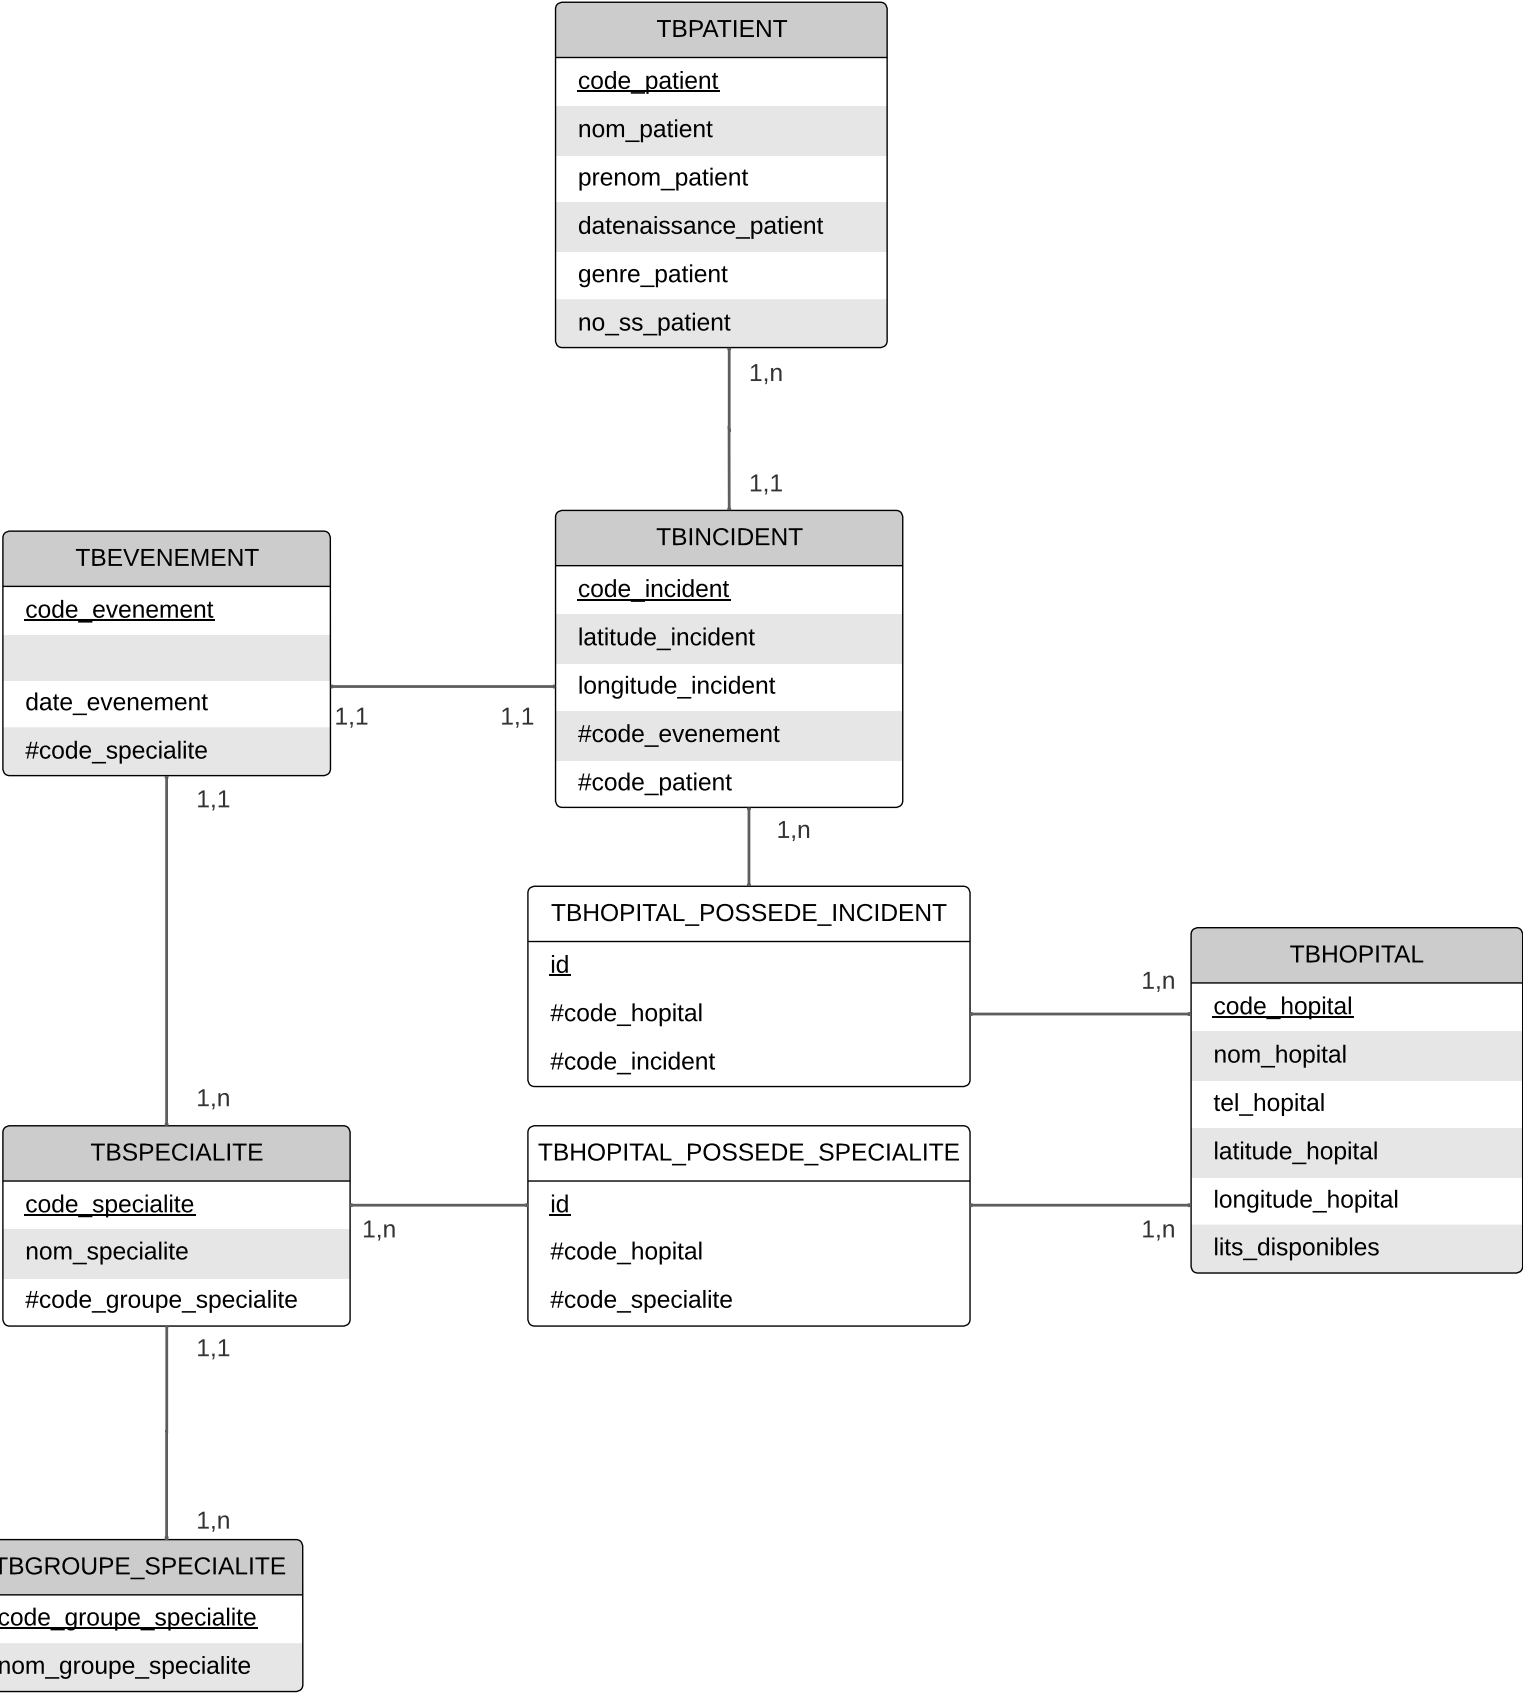 TBPATIENT
code_patient
nom_patient
prenom_patient
datenaissance_patient
genre_patient
no_ss_patient
1,n
1,1
TBEVENEMENT
code_evenement
date_evenement
#code_specialite
1,1
1,1
TBINCIDENT
code_incident
latitude_incident
longitude_incident
#code_evenement
#code_patient
1,1
1,n
1,n
TBHOPITAL_POSSEDE_INCIDENT
id
#code_hopital
#code_incident
1,n
TBHOPITAL
code_hopital
nom_hopital
tel_hopital
latitude_hopital
longitude_hopital
lits_disponibles
TBSPECIALITE
code_specialite
nom_specialite
#code_groupe_specialite
1,n
TBHOPITAL_POSSEDE_SPECIALITE
id
#code_hopital
#code_specialite
1,n
1,1
1,n
TBGROUPE_SPECIALITE
code_groupe_specialite
nom_groupe_specialite